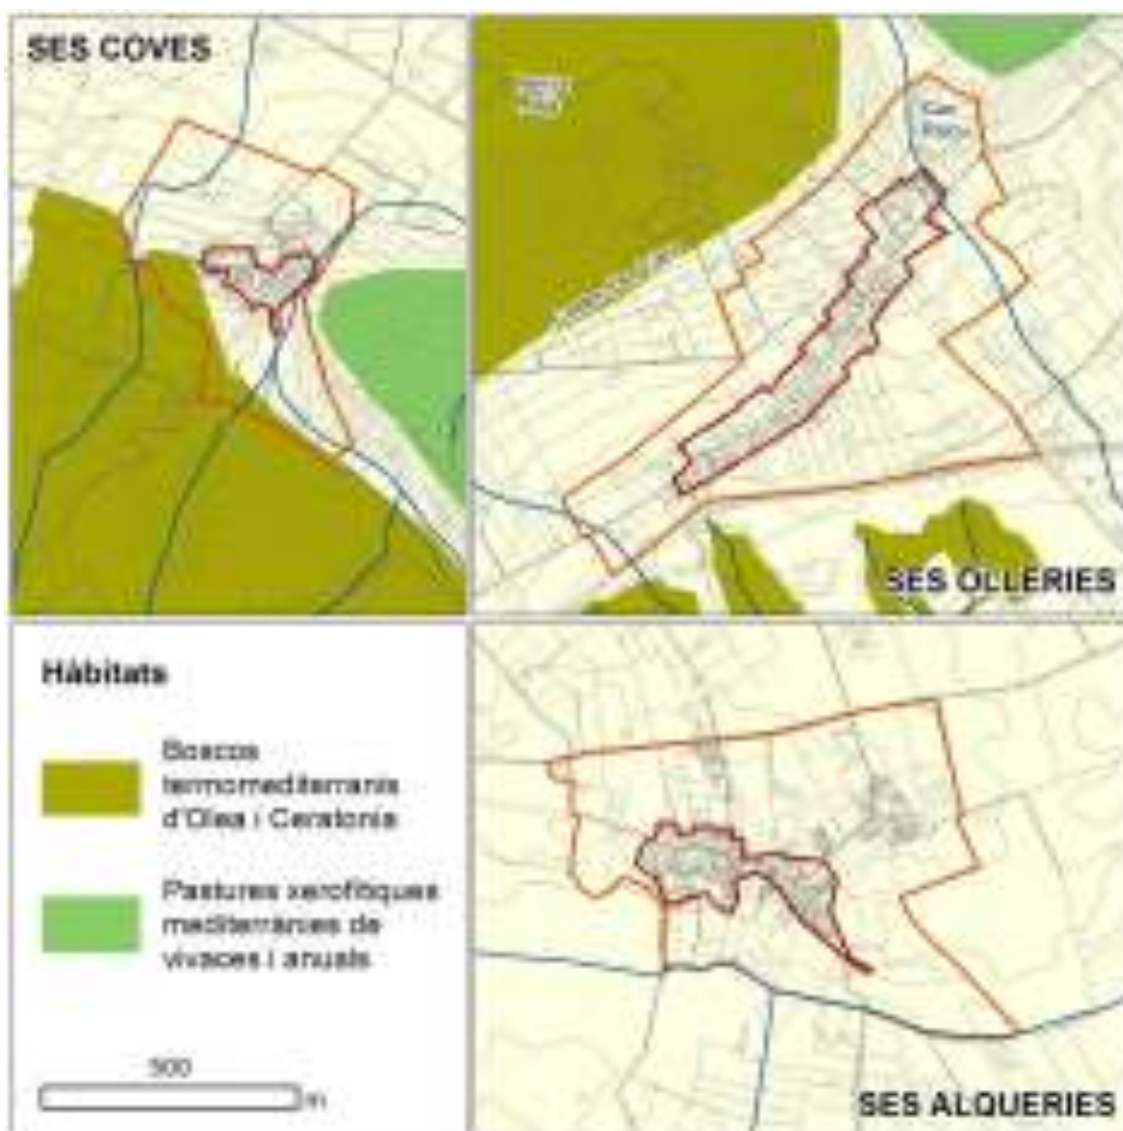 SES COVES
SES OLLERIES
Hàbitats
Boscos
termomediterranis
d'Olea i Ceratonia
Pastures xerofítiques
mediterrànies de
vivaces i anuals
500
m
SES ALQUERIES